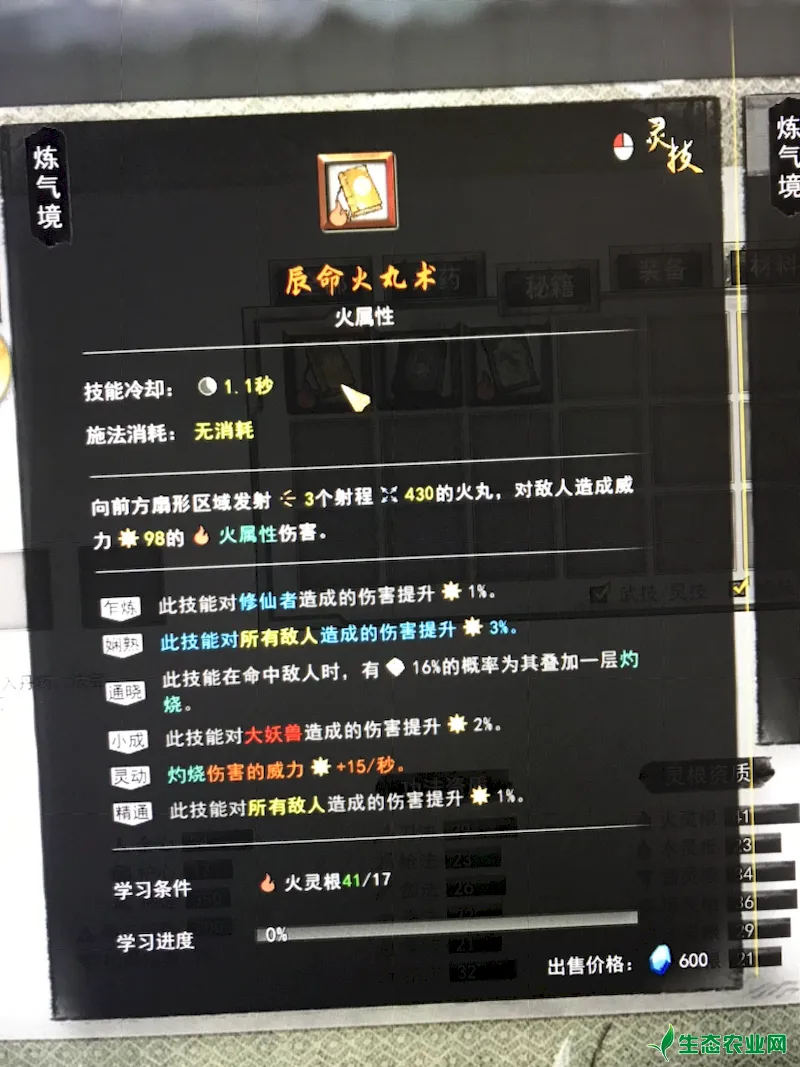 炼气境
灵技
炼气境
辰命火丸术
火属性
药
秘籍
装备
材料
技能冷却： 1.1秒
施法消耗： 无消耗
向前方扇形区域发射 3个射程 430的火丸，对敌人造成威
力 98的 火属性伤害。
乍炼 此技能对修仙者造成的伤害提升 1%。
娴熟 此技能对所有敌人造成的伤害提升 3%。
通晓 此技能在命中敌人时，有 16%的概率为其叠加一层灼
烧。
小成 此技能对大妖兽造成的伤害提升 2%。
灵动 灼烧伤害的威力 +15/秒。
精通 此技能对所有敌人造成的伤害提升 1%。
灵根资质
学习条件 火灵根41/17
学习进度 0%
出售价格： 600
生态农业网